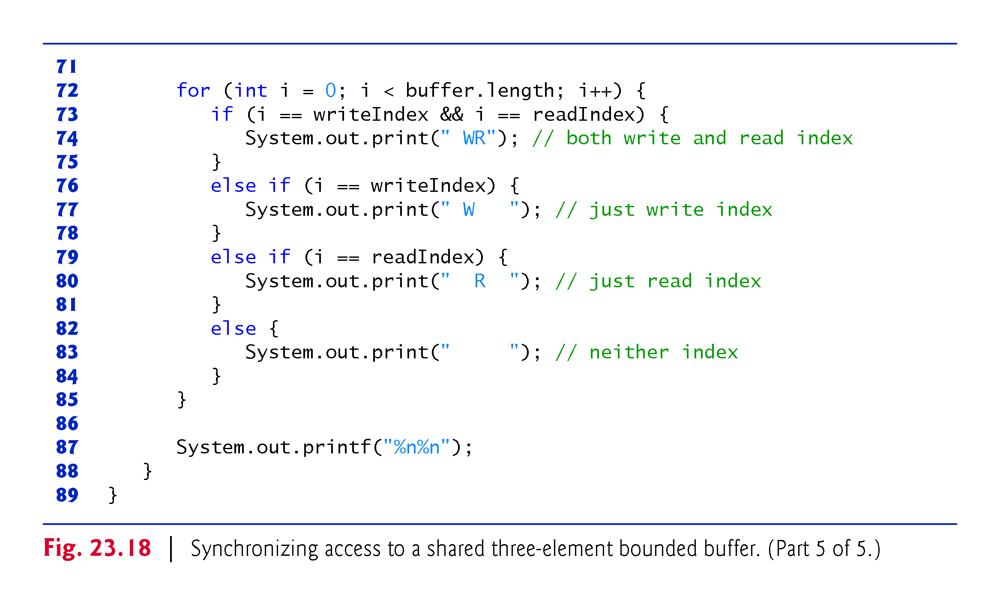 71
72         for (int i = 0; i < buffer.length; i++) {
73            if (i == writeIndex && i == readIndex) {
74               System.out.print(" WR"); // both write and read index
75            }
76            else if (i == writeIndex) {
77               System.out.print(" W   "); // just write index
78            }
79            else if (i == readIndex) {
80               System.out.print("  R  "); // just read index
81            }
82            else {
83               System.out.print("     "); // neither index
84            }
85         }
86
87         System.out.printf("%n%n");
88      }
89   }
Fig. 23.18 | Synchronizing access to a shared three-element bounded buffer. (Part 5 of 5.)